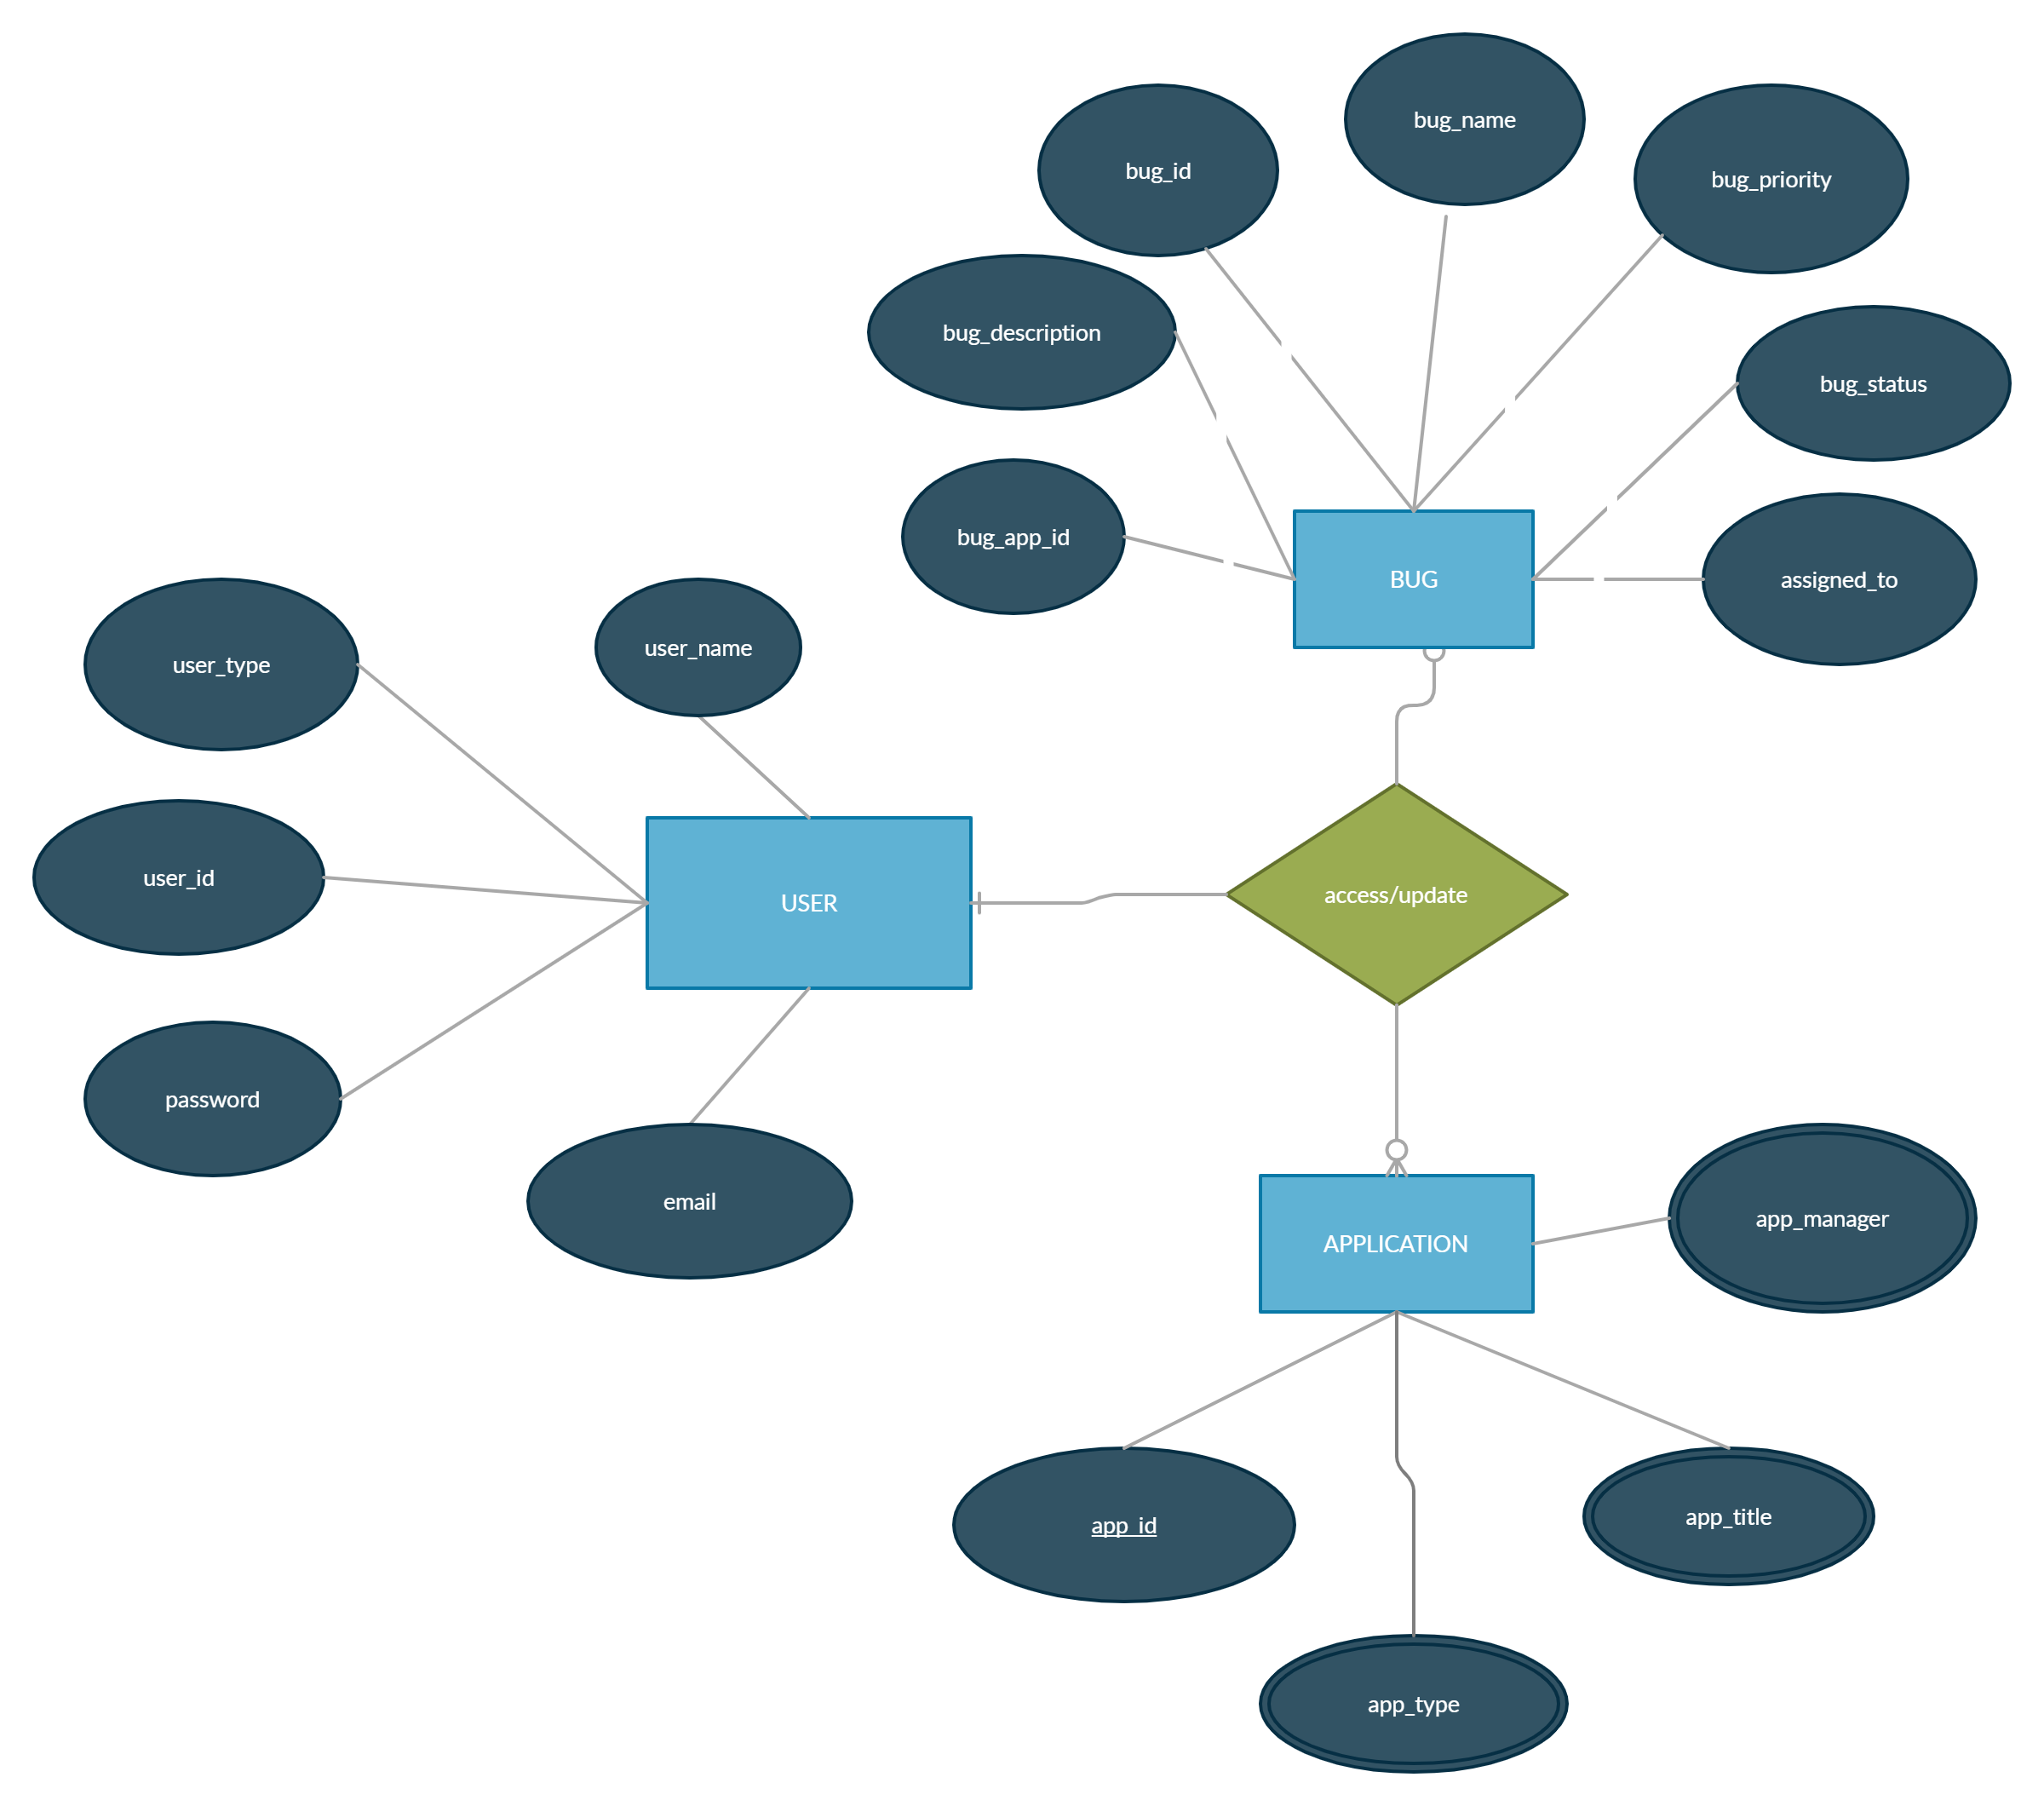 bug_name
bug_id
bug_priority
bug_description
bug_status
bug_app_id
BUG
assigned_to
user_name
user_type
user_id
USER
access/update
password
email
app_manager
APPLICATION
app_id
app_title
app_type